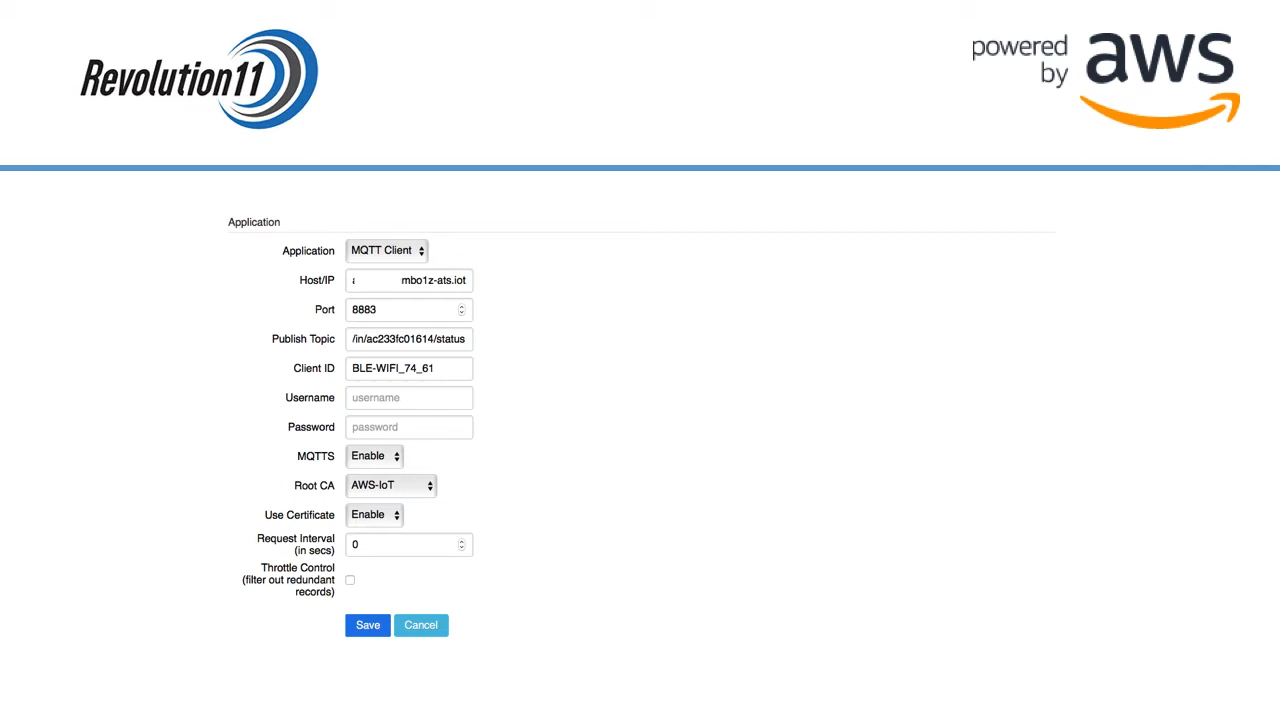 Revolution11
powered
by
aws
Application
Application MQTT Client
Host/IP mbo1z-ats.iot
Port 8883
Publish Topic /in/ac233fc01614/status
Client ID BLE-WIFI_74_61
Username username
Password password
MQTTS Enable
Root CA AWS-IoT
Use Certificate Enable
Request Interval
(in secs) 0
Throttle Control
(filter out redundant
records)
Save Cancel